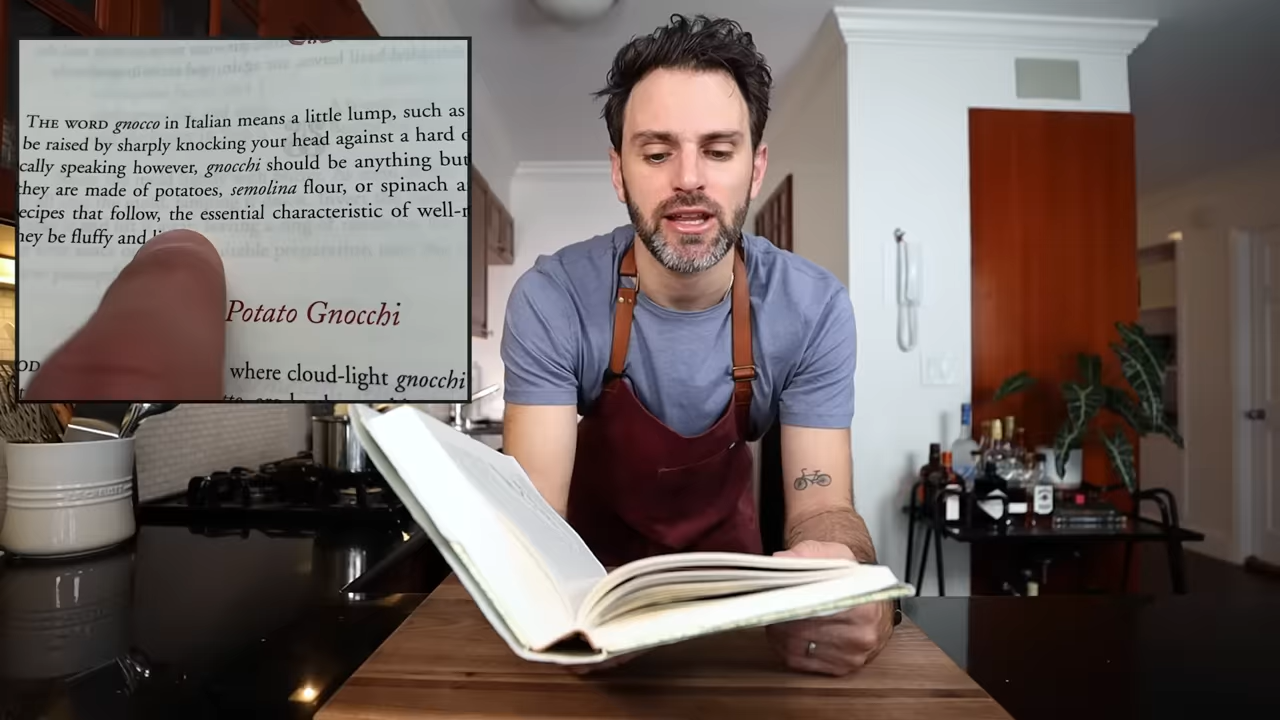 THE WORD gnocco in Italian means a little lump, such as
be raised by sharply knocking your head against a hard
cally speaking however, gnocchi should be anything but
they are made of potatoes, semolina flour, or spinach a
ecipes that follow, the essential characteristic of well-
hey be fluffy and
Potato Gnocchi
where cloud-light gnocchi